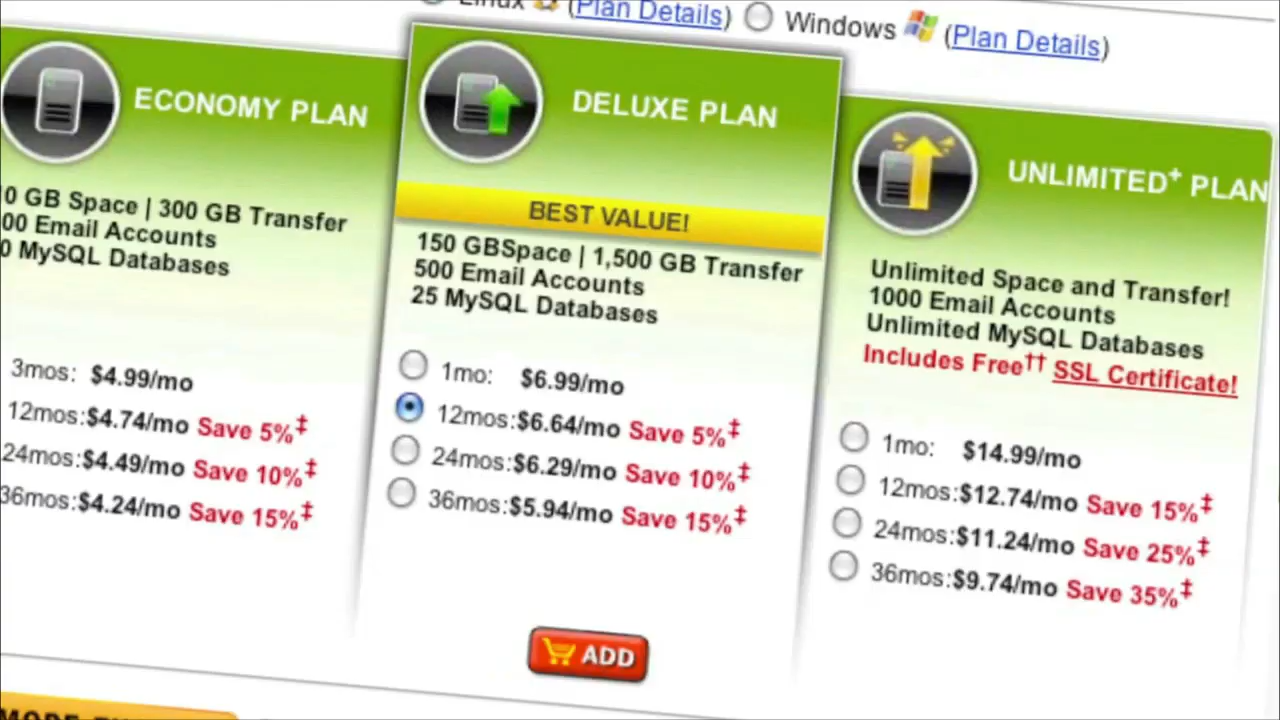 Linux (Plan Details) Windows (Plan Details)
ECONOMY PLAN
0 GB Space | 300 GB Transfer
00 Email Accounts
0 MySQL Databases
3mos: $4.99/mo
12mos:$4.74/mo Save 5%‡
24mos:$4.49/mo Save 10%‡
36mos:$4.24/mo Save 15%‡
DELUXE PLAN
BEST VALUE!
150 GBSpace | 1,500 GB Transfer
500 Email Accounts
25 MySQL Databases
1mo: $6.99/mo
12mos:$6.64/mo Save 5%‡
24mos:$6.29/mo Save 10%‡
36mos:$5.94/mo Save 15%‡
ADD
UNLIMITED+ PLAN
Unlimited Space and Transfer!
1000 Email Accounts
Unlimited MySQL Databases
Includes Free†† SSL Certificate!
1mo: $14.99/mo
12mos:$12.74/mo Save 15%‡
24mos:$11.24/mo Save 25%‡
36mos:$9.74/mo Save 35%‡
MORE